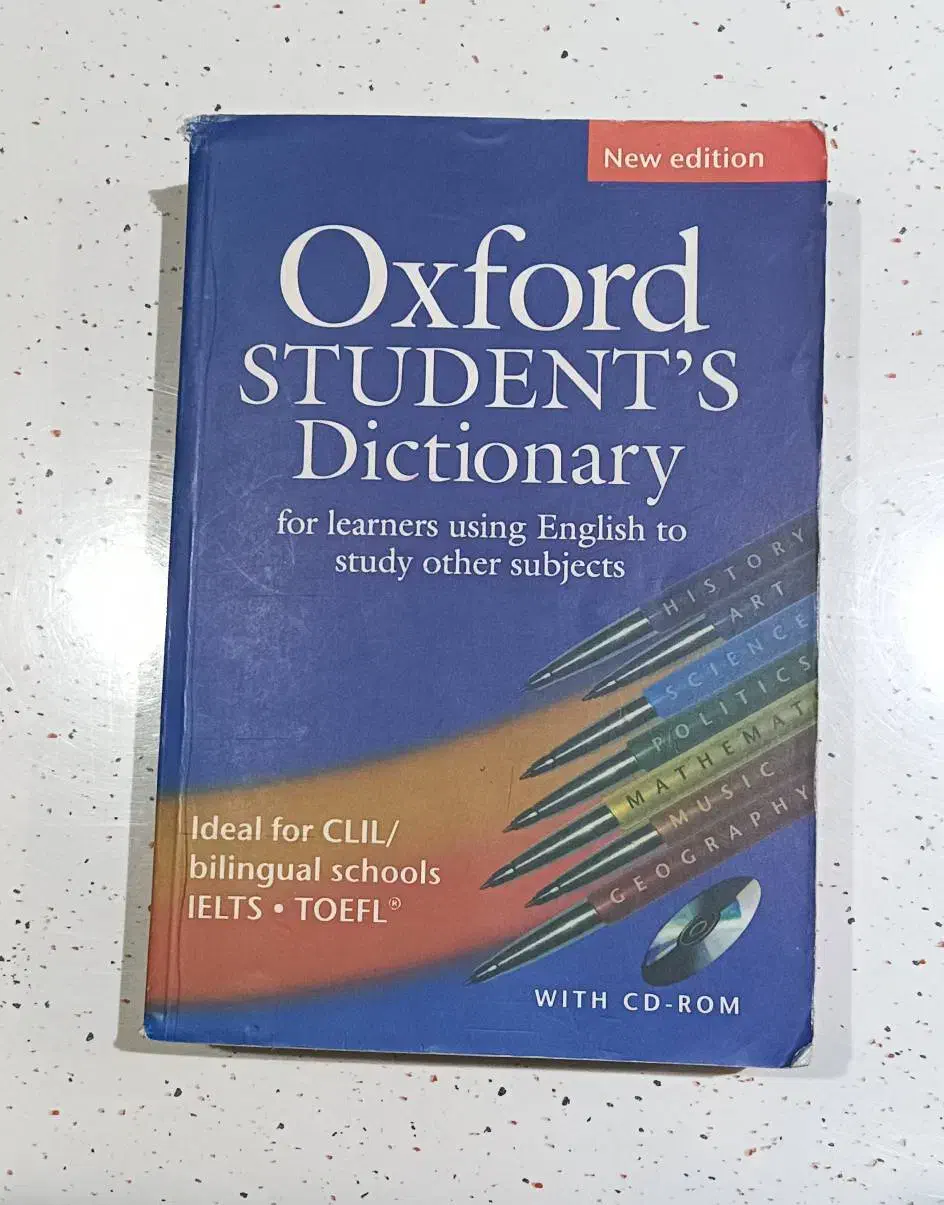 New edition
Oxford
STUDENT'S
Dictionary
for learners using English to
study other subjects
HISTORY
ART
SCIENCE
POLITICS
MATHEMAT
MUSIC
GEOGRAPHY
Ideal for CLIL/
bilingual schools
IELTS • TOEFL®
WITH CD-ROM